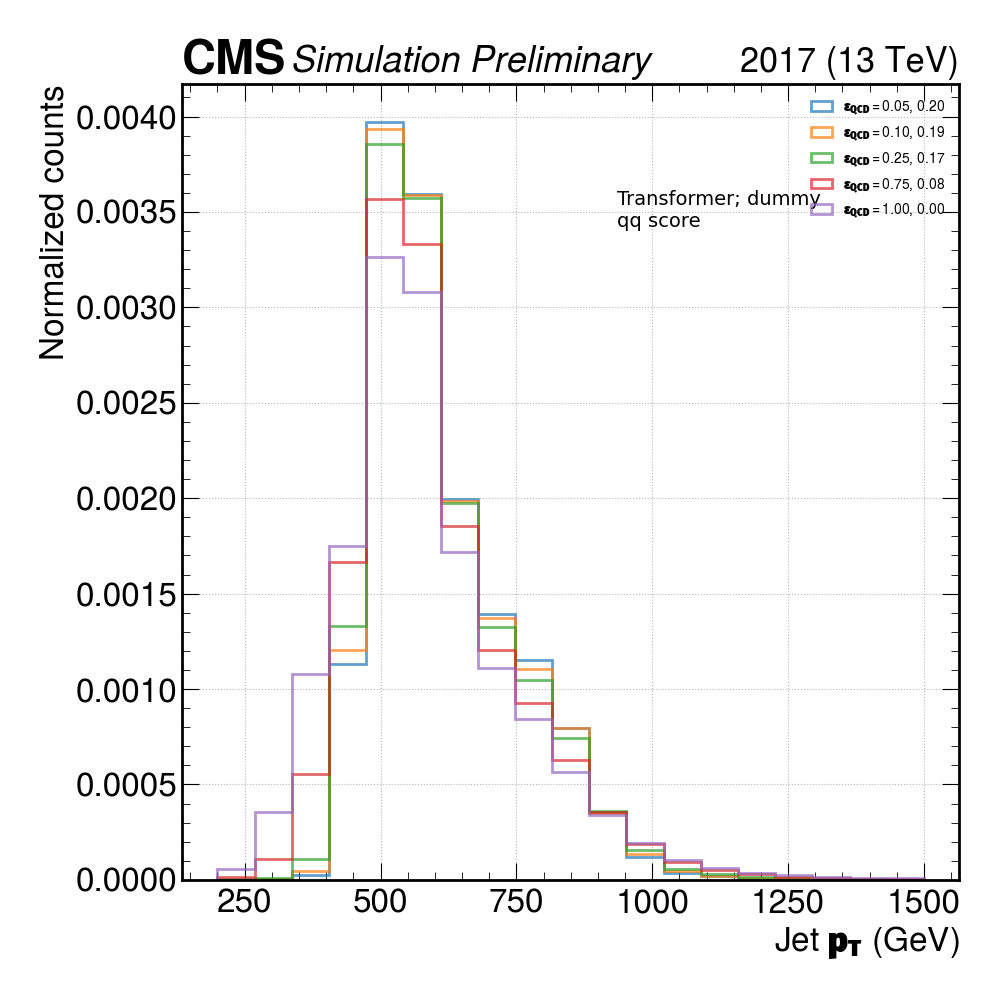 CMS Simulation Preliminary 2017 (13 TeV)
Normalized counts
0.0040
0.0035
0.0030
0.0025
0.0020
0.0015
0.0010
0.0005
0.0000
ε_QCD = 0.05, 0.20
ε_QCD = 0.10, 0.19
ε_QCD = 0.25, 0.17
ε_QCD = 0.75, 0.08
ε_QCD = 1.00, 0.00
Transformer; dummy
qq score
250 500 750 1000 1250 1500
Jet p_T (GeV)